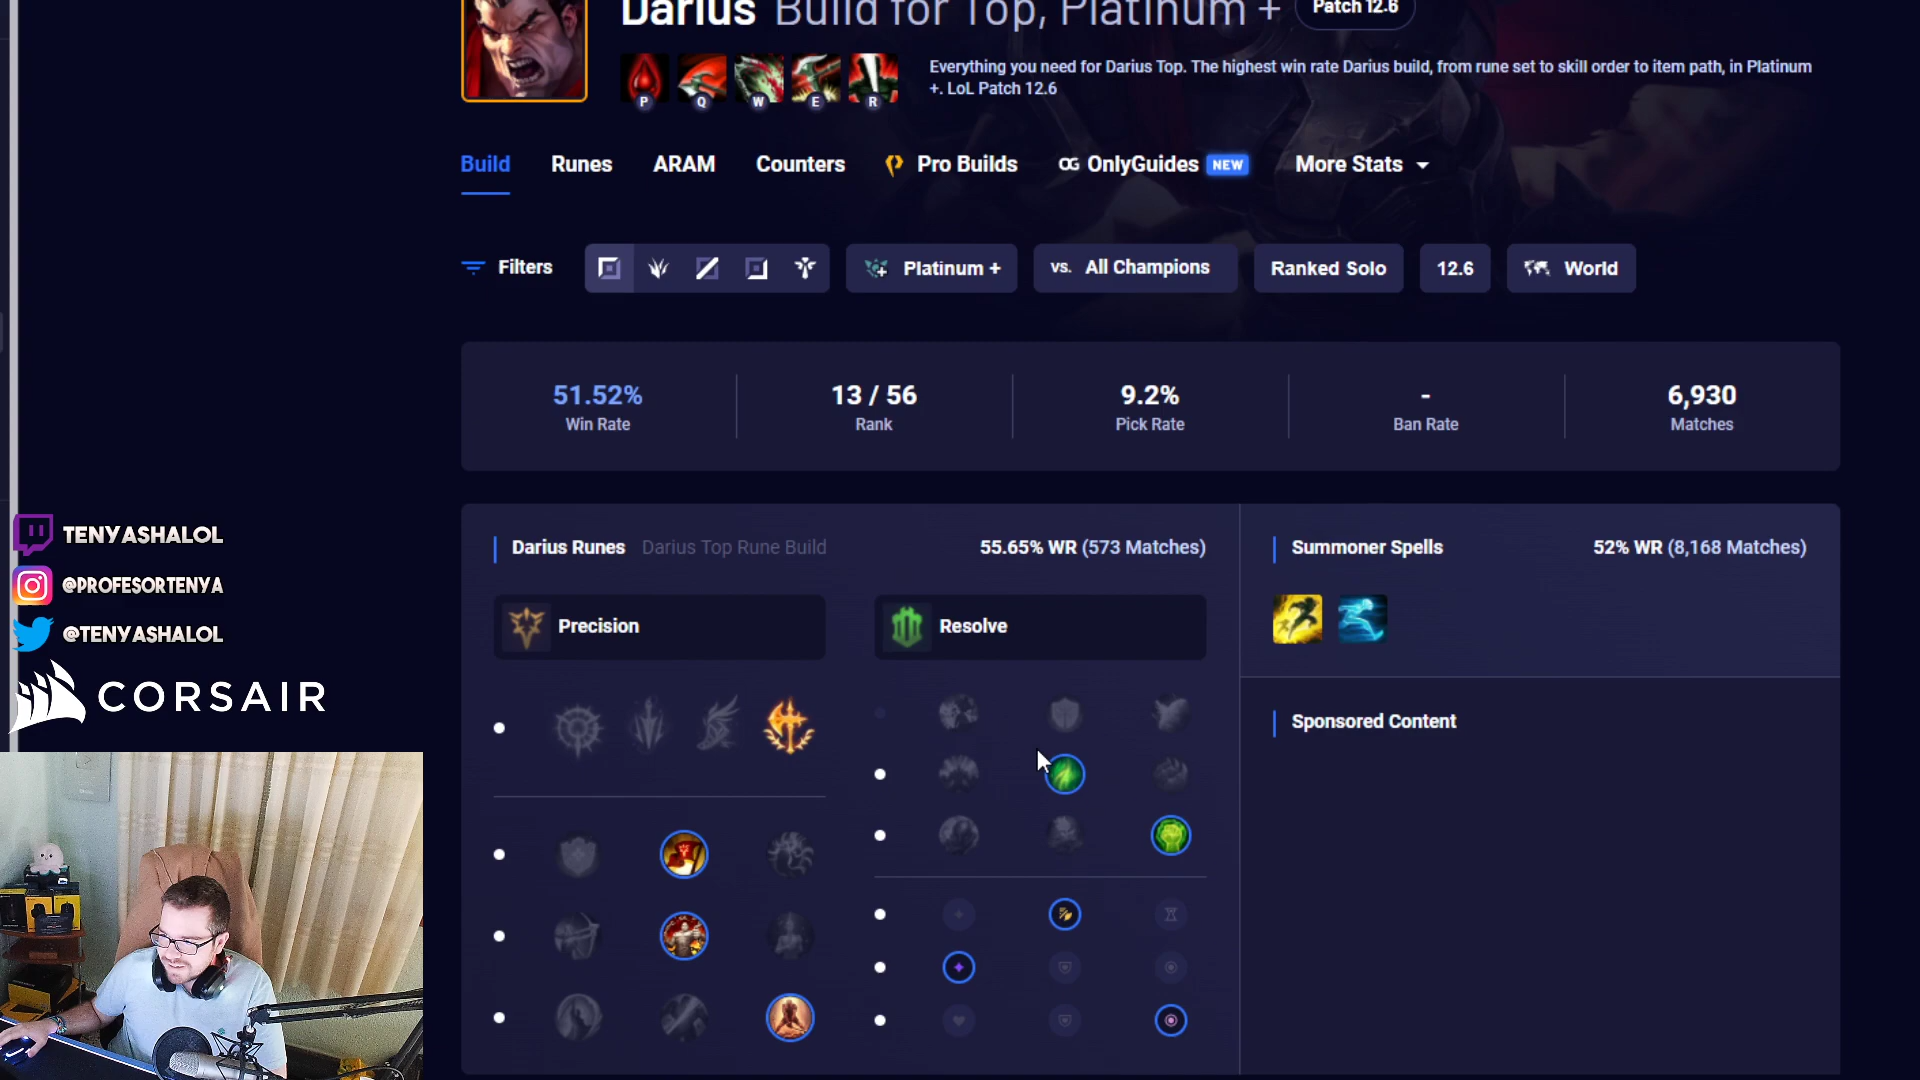 Darius Build for Top, Platinum +
Patch 12.6
P
Q
W
E
R
Everything you need for Darius Top. The highest win rate Darius build, from rune set to skill order to item path, in Platinum
+. LoL Patch 12.6
Build
Runes
ARAM
Counters
Pro Builds
OG OnlyGuides NEW
More Stats
Filters
Platinum +
vs. All Champions
Ranked Solo
12.6
World
51.52%
Win Rate
13 / 56
Rank
9.2%
Pick Rate
-
Ban Rate
6,930
Matches
TENYASHALOL
@PROFESORTENYA
@TENYASHALOL
CORSAIR
Darius Runes Darius Top Rune Build
55.65% WR (573 Matches)
Precision
Resolve
Summoner Spells
52% WR (8,168 Matches)
Sponsored Content